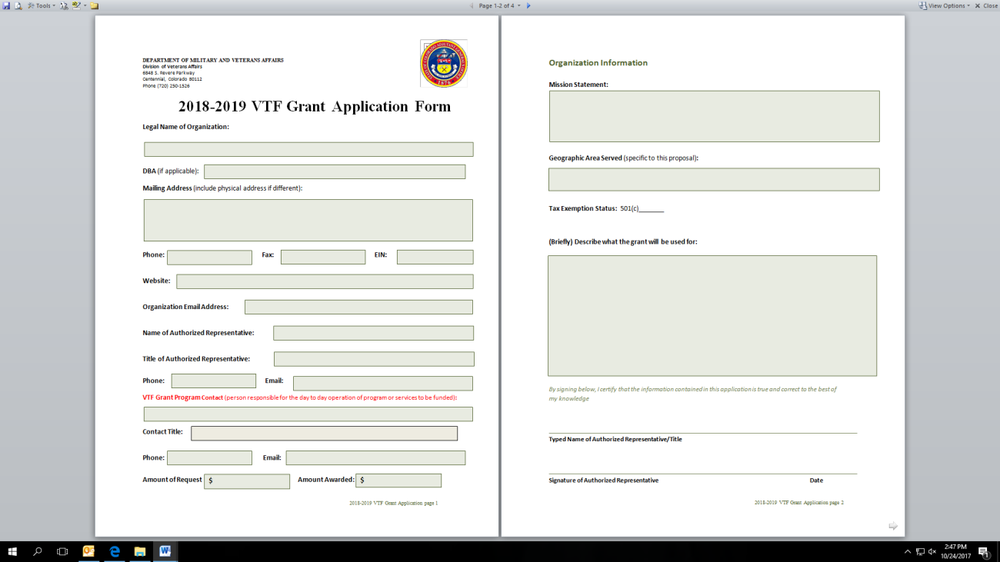 Tools
Page 1-2 of 4
View Options
Close
DEPARTMENT OF MILITARY AND VETERANS AFFAIRS
Division of Veterans Affairs
6848 S. Revere Parkway
Centennial, Colorado 80112
Phone (720) 250-1526
1876
2018-2019 VTF Grant Application Form
Legal Name of Organization:
DBA (if applicable):
Mailing Address (include physical address if different):
Phone: Fax: EIN:
Website:
Organization Email Address:
Name of Authorized Representative:
Title of Authorized Representative:
Phone: Email:
VTF Grant Program Contact (person responsible for the day to day operation of program or services to be funded):
Contact Title:
Phone: Email:
Amount of Request $ Amount Awarded: $
2018-2019 VTF Grant Application page 1
Organization Information
Mission Statement:
Geographic Area Served (specific to this proposal):
Tax Exemption Status: 501(c)_______
(Briefly) Describe what the grant will be used for:
By signing below, I certify that the information contained in this application is true and correct to the best of
my knowledge
Typed Name of Authorized Representative/Title
Signature of Authorized Representative Date
2018-2019 VTF Grant Application page 2
2:47 PM
10/24/2017
1